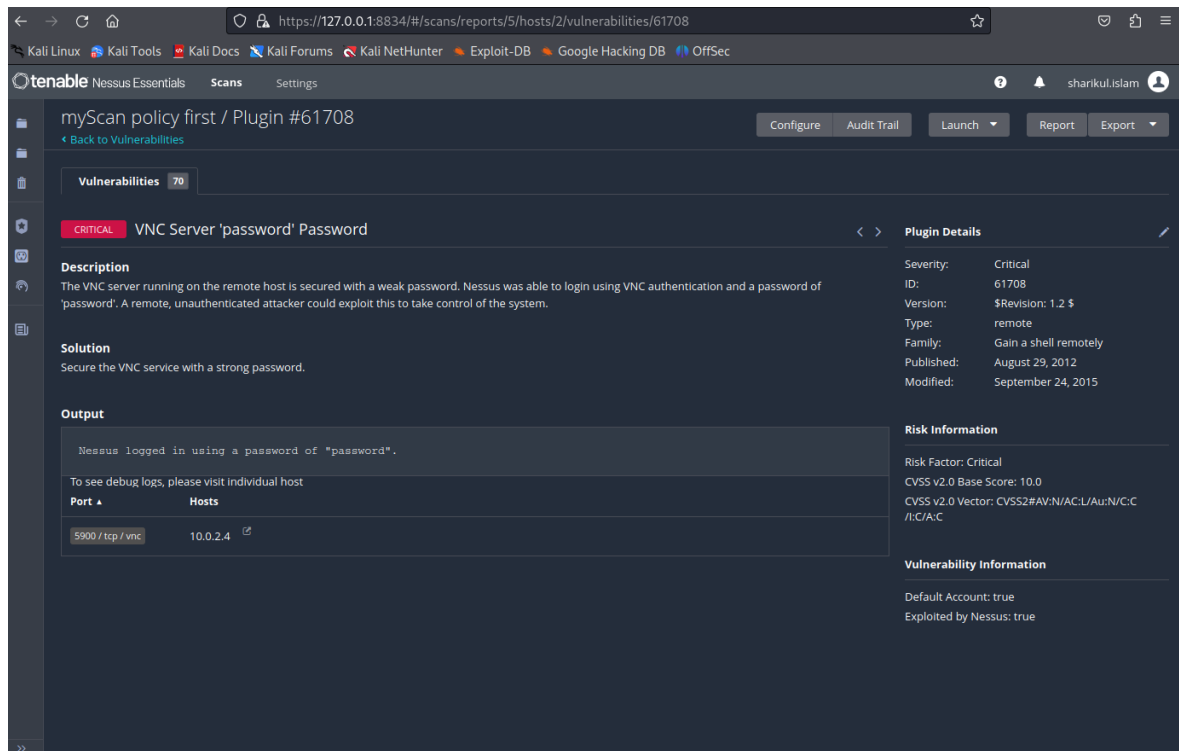 https://127.0.0.1:8834/#/scans/reports/5/hosts/2/vulnerabilities/61708
Kali Linux Kali Tools Kali Docs Kali Forums Kali NetHunter Exploit-DB Google Hacking DB OffSec
tenable Nessus Essentials Scans Settings sharikul.islam
myScan policy first / Plugin #61708
Configure Audit Trail Launch Report Export
< Back to Vulnerabilities
Vulnerabilities 70
CRITICAL VNC Server 'password' Password
Description
The VNC server running on the remote host is secured with a weak password. Nessus was able to login using VNC authentication and a password of
'password'. A remote, unauthenticated attacker could exploit this to take control of the system.
Solution
Secure the VNC service with a strong password.
Output
Nessus logged in using a password of "password".
To see debug logs, please visit individual host
Port Hosts
5900 / tcp / vnc 10.0.2.4
Plugin Details
Severity: Critical
ID: 61708
Version: $Revision: 1.2 $
Type: remote
Family: Gain a shell remotely
Published: August 29, 2012
Modified: September 24, 2015
Risk Information
Risk Factor: Critical
CVSS v2.0 Base Score: 10.0
CVSS v2.0 Vector: CVSS2#AV:N/AC:L/Au:N/C:C
/I:C/A:C
Vulnerability Information
Default Account: true
Exploited by Nessus: true